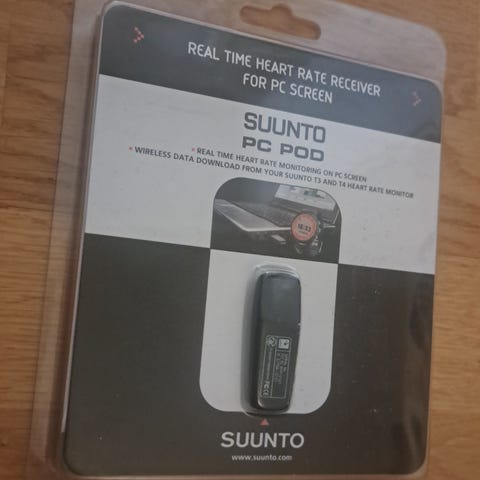 REAL TIME HEART RATE RECEIVER
FOR PC SCREEN
SUUNTO
PC POD
REAL TIME HEART RATE MONITORING ON PC SCREEN
WIRELESS DATA DOWNLOAD FROM YOUR SUUNTO T3 AND T4 HEART RATE MONITOR
SUUNTO
www.suunto.com